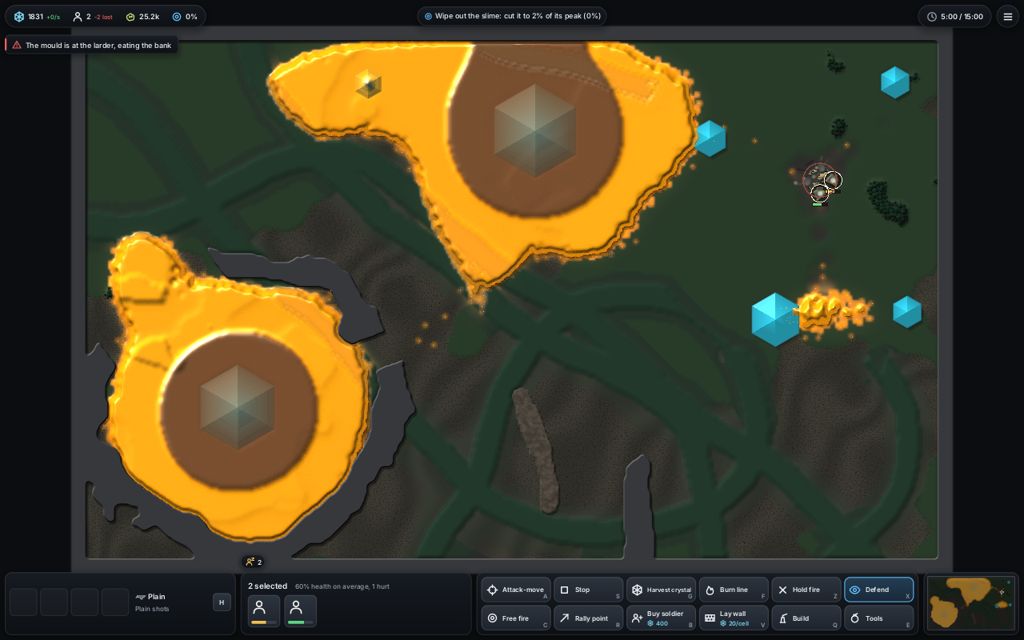 1831 +0/s
2 -2 lost
25.2k
0%
Wipe out the slime: cut it to 2% of its peak (0%)
5:00 / 15:00
The mould is at the larder, eating the bank
2
Plain
Plain shots
H
2 selected 60% health on average, 1 hurt
Attack-move A
Stop S
Harvest crystal G
Burn line F
Hold fire Z
Defend X
Free fire C
Rally point R
Buy soldier 400 B
Lay wall 20/cell V
Build Q
Tools E